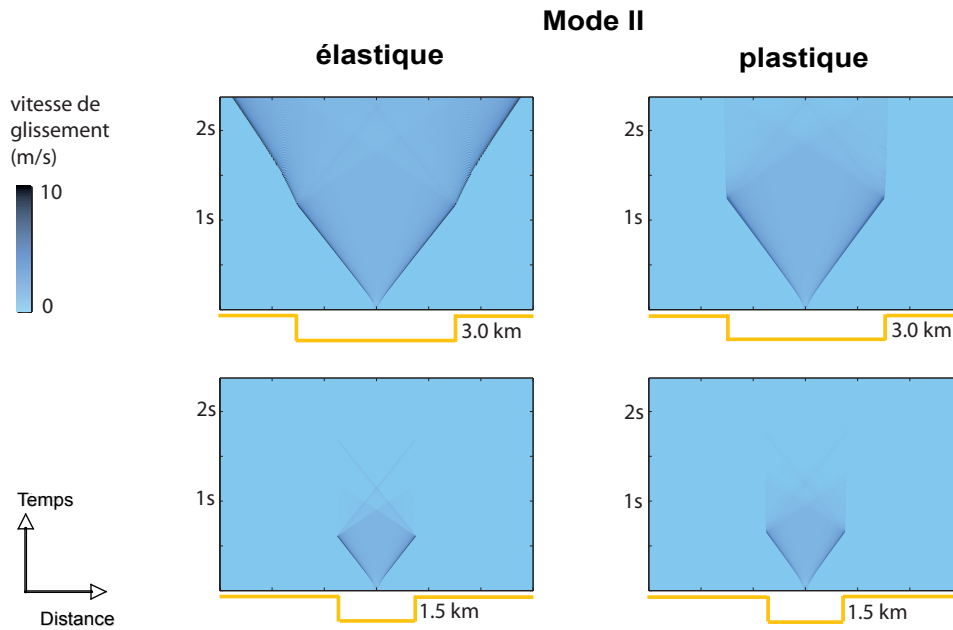 Mode II
élastique
plastique
vitesse de
glissement
(m/s)
10
0
2s
1s
3.0 km
2s
1s
3.0 km
2s
1s
1.5 km
2s
1s
1.5 km
Temps
Distance